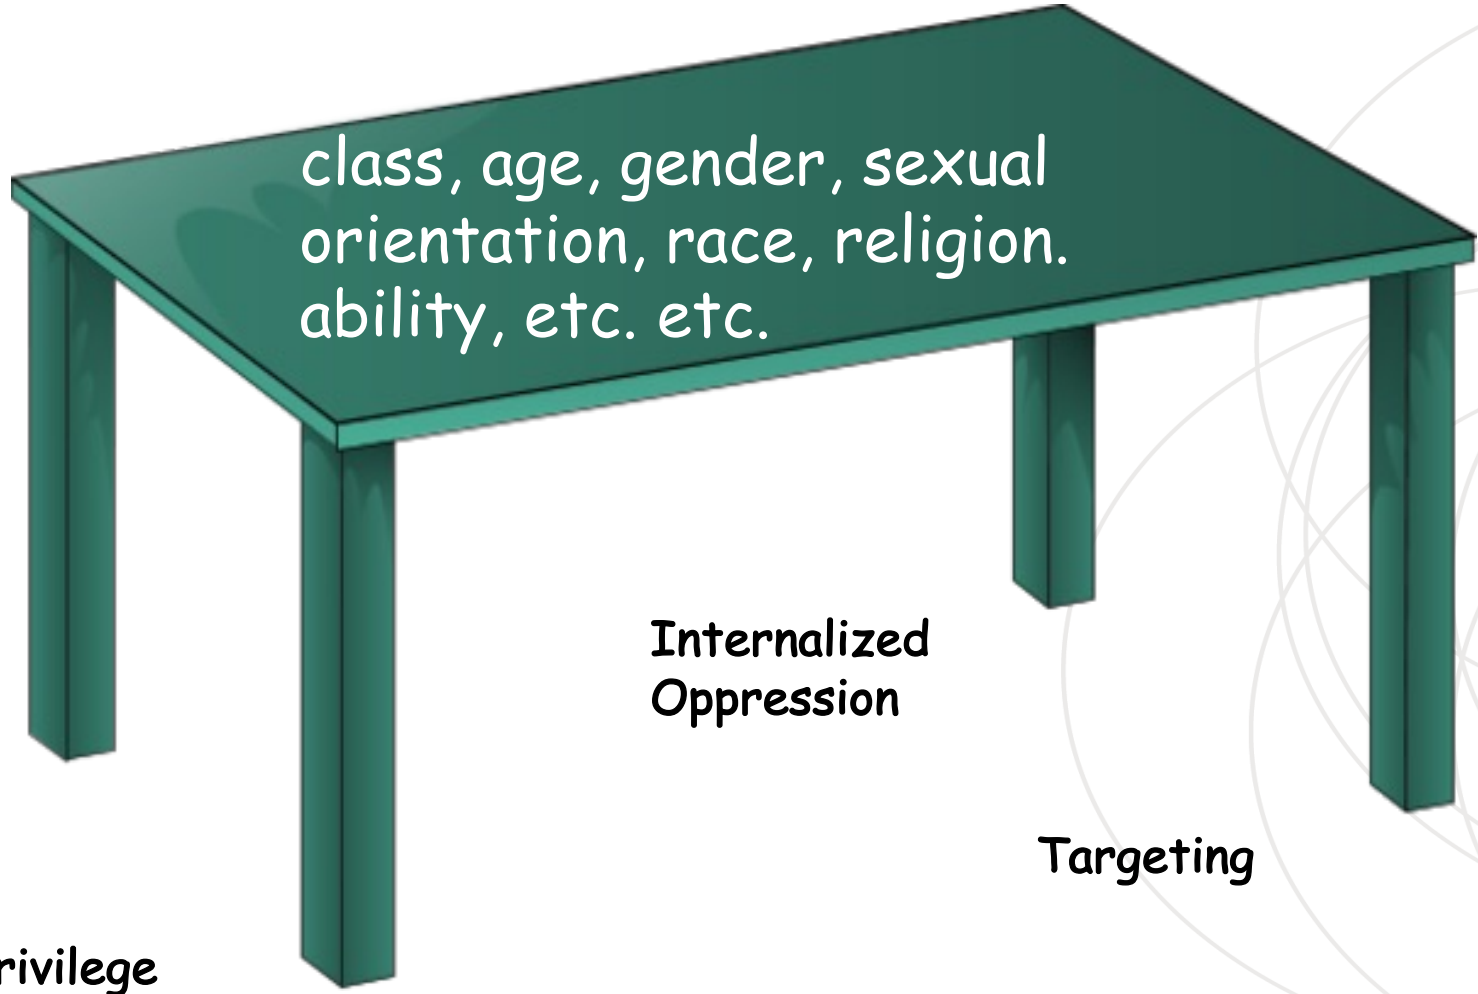 class, age, gender, sexual
orientation, race, religion.
ability, etc. etc.
Internalized
Oppression
Targeting
rivilege